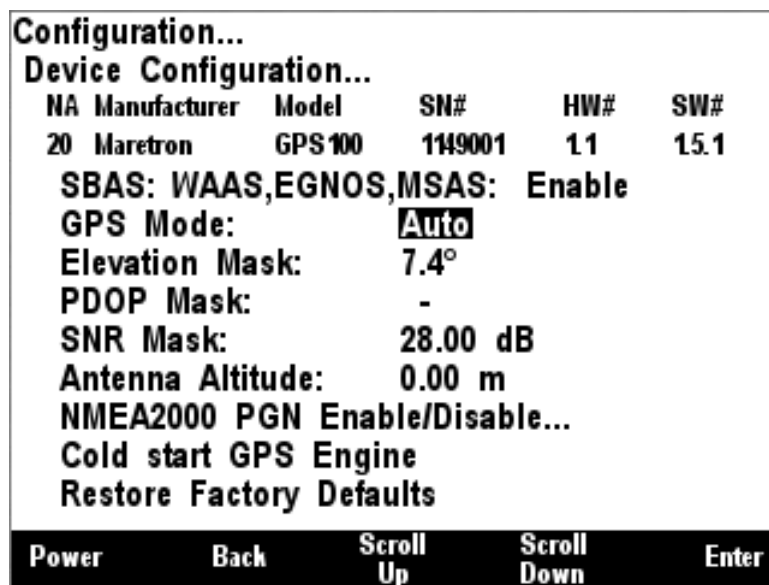 Configuration...
Device Configuration...
NA Manufacturer Model SN# HW# SW#
20 Maretron GPS100 1149001 1.1 1.5.1
SBAS: WAAS,EGNOS,MSAS: Enable
GPS Mode: Auto
Elevation Mask: 7.4°
PDOP Mask: -
SNR Mask: 28.00 dB
Antenna Altitude: 0.00 m
NMEA2000 PGN Enable/Disable...
Cold start GPS Engine
Restore Factory Defaults
Power Back Scroll Up Scroll Down Enter